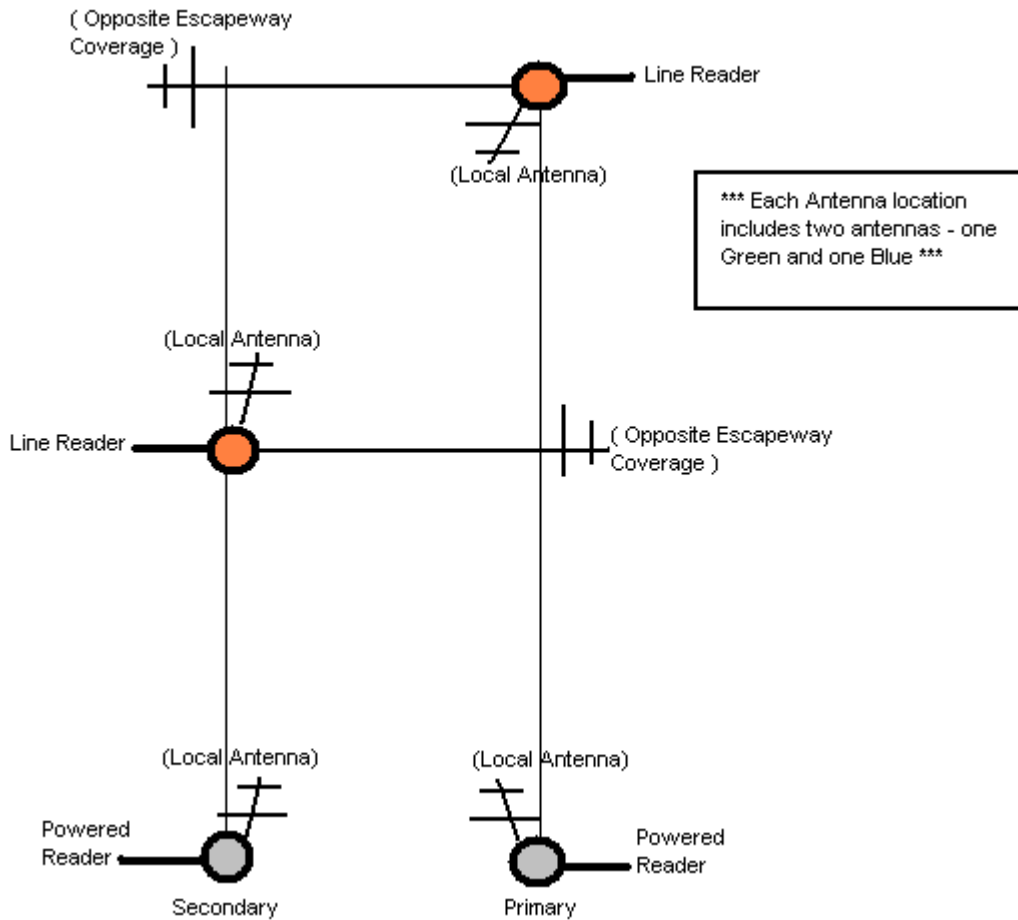 ( Opposite Escapeway
Coverage )
Line Reader
(Local Antenna)
*** Each Antenna location
includes two antennas - one
Green and one Blue ***
(Local Antenna)
Line Reader
( Opposite Escapeway
Coverage )
(Local Antenna)
(Local Antenna)
Powered
Reader
Powered
Reader
Secondary
Primary